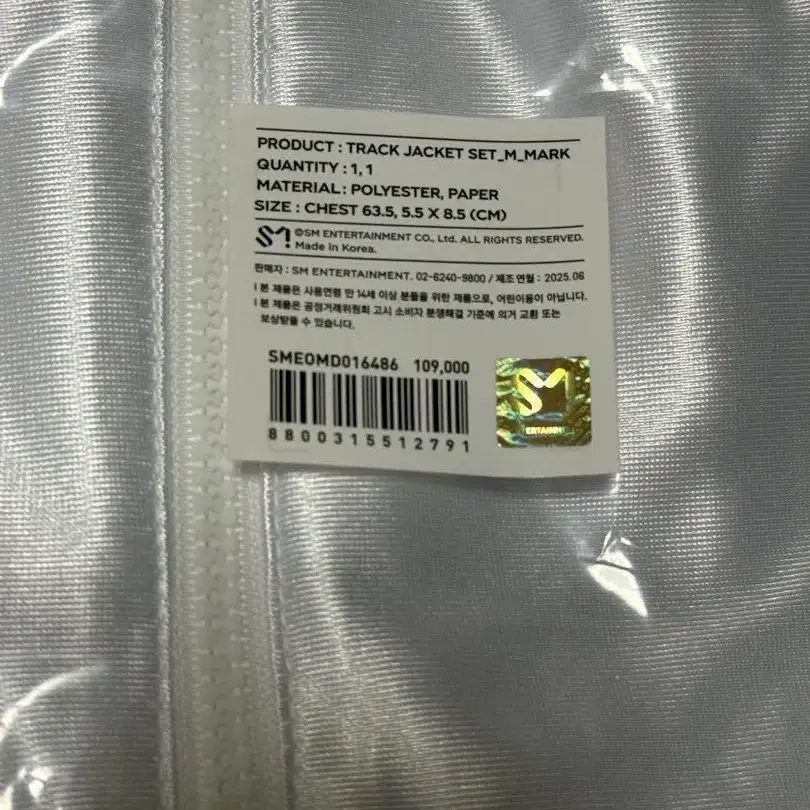 PRODUCT : TRACK JACKET SET_M_MARK
QUANTITY : 1, 1
MATERIAL : POLYESTER, PAPER
SIZE : CHEST 63.5, 5.5 X 8.5 (CM)
SM ©SM ENTERTAINMENT CO., Ltd. ALL RIGHTS RESERVED.
Made in Korea.
판매자 : SM ENTERTAINMENT. 02-6240-9800 / 제조연월 : 2025.06
I 본 제품은 사용연령 만 14세 이상 분들을 위한 제품으로, 어린이용이 아닙니다.
I 본 제품은 공정거래위원회 고시 소비자 분쟁해결 기준에 의거 교환 또는
보상받을 수 있습니다.
SMEOMD016486 109,000
8800315512791
SM
ERTAINM